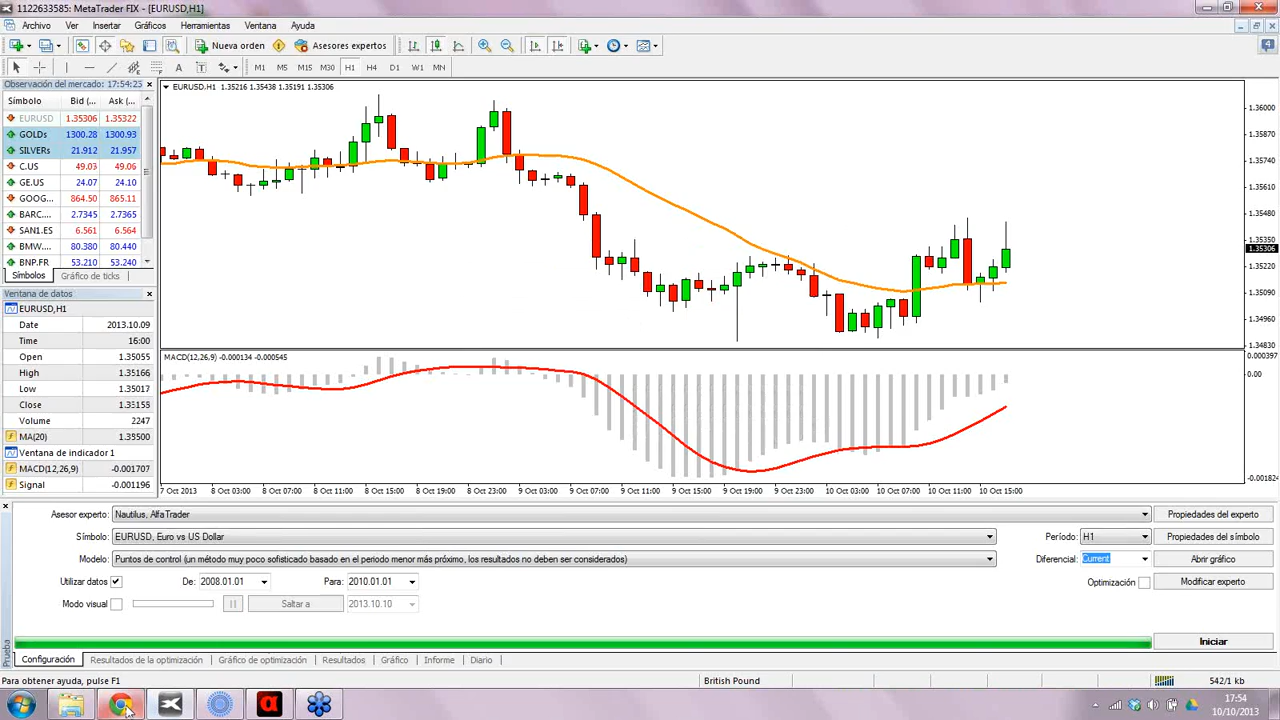 1122633585: MetaTrader FIX - [EURUSD,H1]
Archivo Ver Insertar Gráficos Herramientas Ventana Ayuda
Nueva orden Asesores expertos 4
A T M1 M5 M15 M30 H1 H4 D1 W1 MN
Observación del mercado: 17:54:23
Símbolo Bid (... Ask (...
EURUSD 1.35306 1.35322
GOLDs 1300.28 1300.93
SILVERs 21.912 21.957
C.US 49.03 49.06
GE.US 24.07 24.10
GOOG... 864.50 865.11
BARC.... 2.7345 2.7365
SAN1.ES 6.561 6.564
BMW.... 80.380 80.440
BNP.FR 53.210 53.240
Símbolos Gráfico de ticks
Ventana de datos
EURUSD,H1
Date 2013.10.09
Time 16:00
Open 1.35055
High 1.35166
Low 1.35017
Close 1.35158
Volume 2247
MA(20) 1.35500
Ventana de indicador 1
MACD(12,26,9) -0.001707
Signal -0.001196
EURUSD.H1 1.35216 1.35438 1.35191 1.35306
1.36000
1.35870
1.35740
1.35610
1.35480
1.35350
1.35306
1.35220
1.35090
1.34960
1.34830
MACD(12,26,9) -0.000134 -0.000545
0.000397
0.00
-0.001824
7 Oct 2013 8 Oct 03:00 8 Oct 07:00 8 Oct 11:00 8 Oct 15:00 8 Oct 19:00 8 Oct 23:00 9 Oct 03:00 9 Oct 07:00 9 Oct 11:00 9 Oct 15:00 9 Oct 19:00 9 Oct 23:00 10 Oct 03:00 10 Oct 07:00 10 Oct 11:00 10 Oct 15:00
Asesor experto: Nautilus, AlfaTrader Propiedades del experto
Símbolo: EURUSD, Euro vs US Dollar Período: H1 Propiedades del símbolo
Modelo: Puntos de control (un método muy poco sofisticado basado en el periodo menor más próximo, los resultados no deben ser considerados) Diferencial: Current Abrir gráfico
Utilizar datos De: 2008.01.01 Para: 2010.01.01 Optimización Modificar experto
Modo visual Saltar a 2013.10.10
Iniciar
Prueba
Configuración Resultados de la optimización Gráfico de optimización Resultados Gráfico Informe Diario
Para obtener ayuda, pulse F1 British Pound 542/1 kb
17:54
10/10/2013